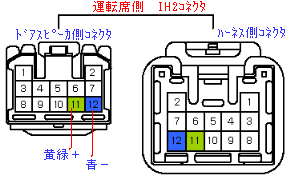 運転席側 IH2コネクタ
ドアスピーカ側コネクタ
ハーネス側コネクタ
1 2
3 4 5 6 7
8 9 10 11 12
2 1
7 6 5 4 3
12 11 10 9 8
黄緑+
青-